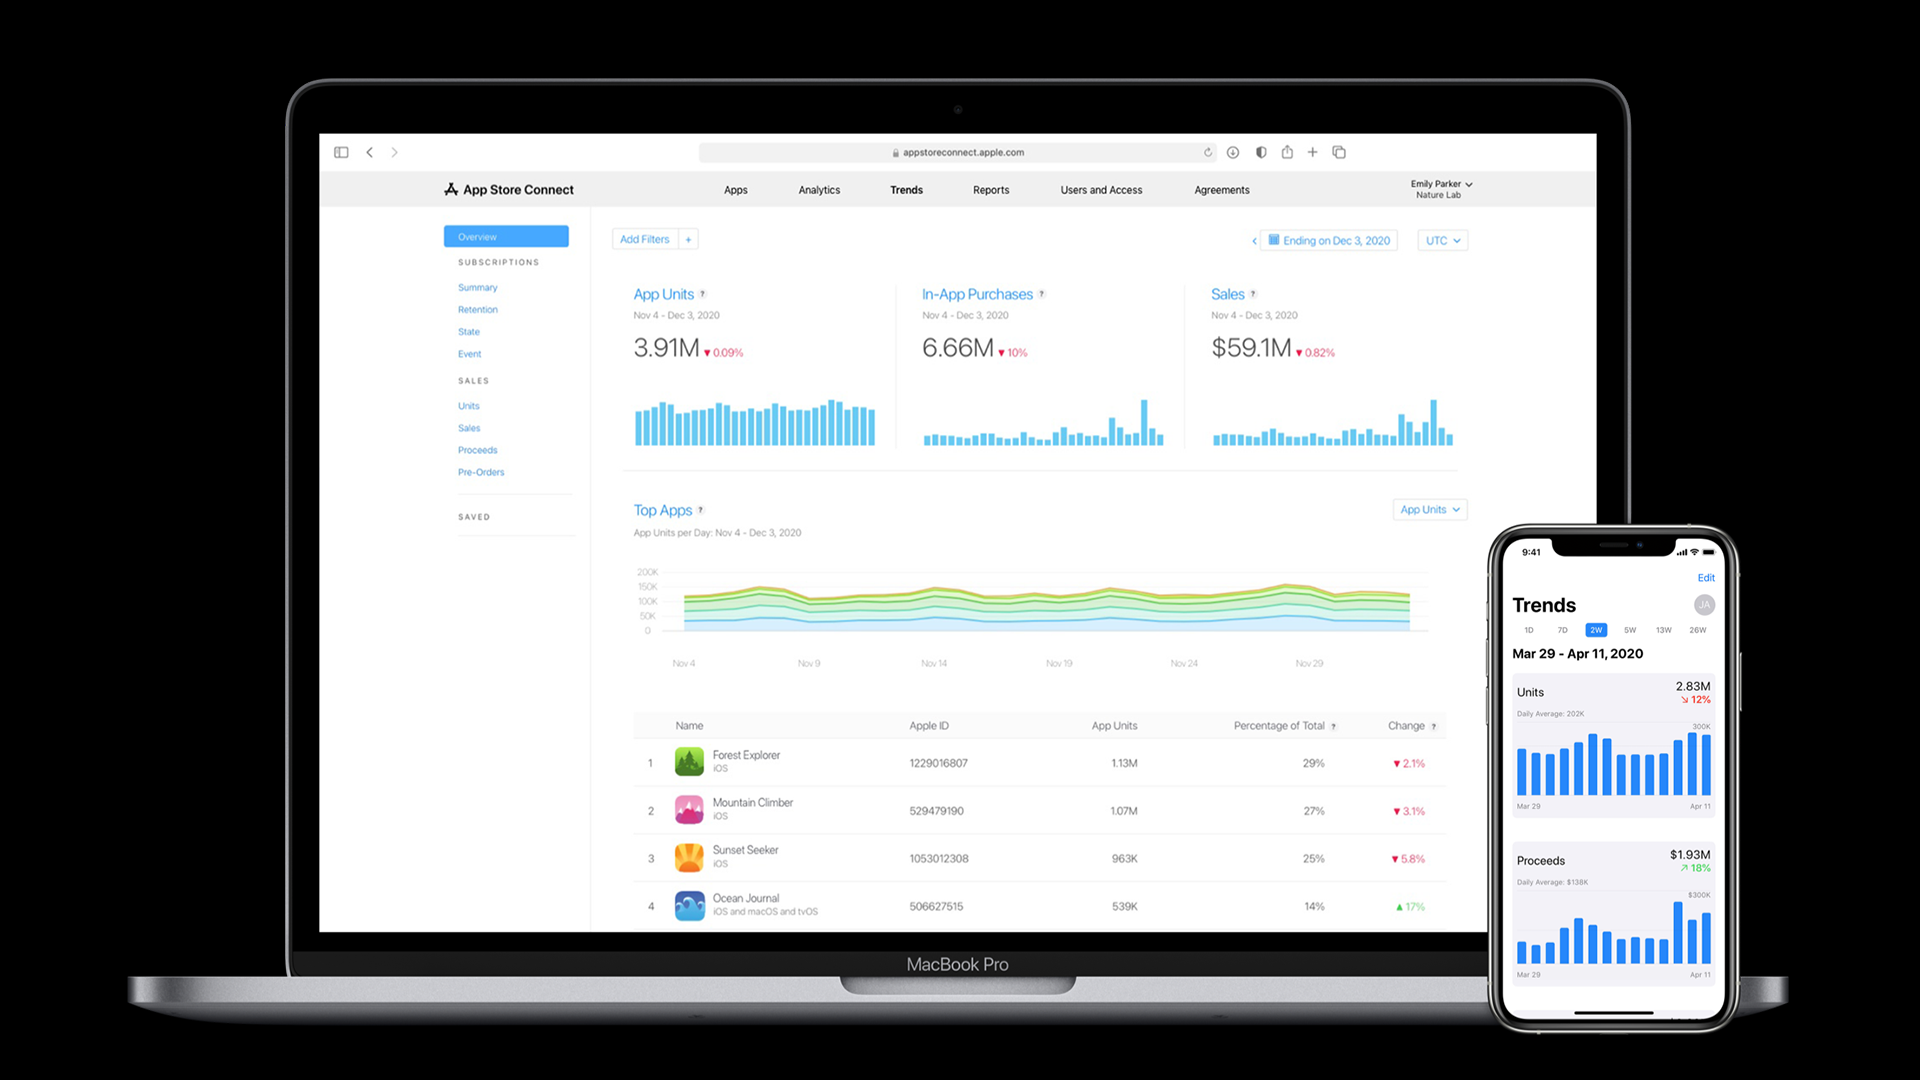 appstoreconnect.apple.com
App Store Connect
Apps
Analytics
Trends
Reports
Users and Access
Agreements
Emily Parker
Nature Lab
Overview
SUBSCRIPTIONS
Summary
Retention
State
Event
SALES
Units
Sales
Proceeds
Pre-Orders
SAVED
Add Filters +
Ending on Dec 3, 2020
UTC
App Units ?
Nov 4 - Dec 3, 2020
3.91M ▼ 0.09%
In-App Purchases ?
Nov 4 - Dec 3, 2020
6.66M ▼ 10%
Sales ?
Nov 4 - Dec 3, 2020
$59.1M ▼ 0.82%
Top Apps ?
App Units per Day: Nov 4 - Dec 3, 2020
App Units
200K
150K
100K
50K
0
Nov 4 Nov 9 Nov 14 Nov 19 Nov 24 Nov 29
Name Apple ID App Units Percentage of Total ? Change ?
1 Forest Explorer 1229016807 1.13M 29% ▼ 2.1%
iOS
2 Mountain Climber 529479190 1.07M 27% ▼ 3.1%
iOS
3 Sunset Seeker 1053012308 963K 25% ▼ 5.8%
iOS
4 Ocean Journal 506627515 539K 14% ▲ 17%
iOS and macOS and tvOS
MacBook Pro
9:41
Edit
Trends
JA
1D 7D 2W 5W 13W 26W
Mar 29 - Apr 11, 2020
Units 2.83M
↘ 12%
Daily Average: 202K
300K
Mar 29 Apr 11
Proceeds $1.93M
↗ 18%
Daily Average: $138K
$300K
Mar 29 Apr 11